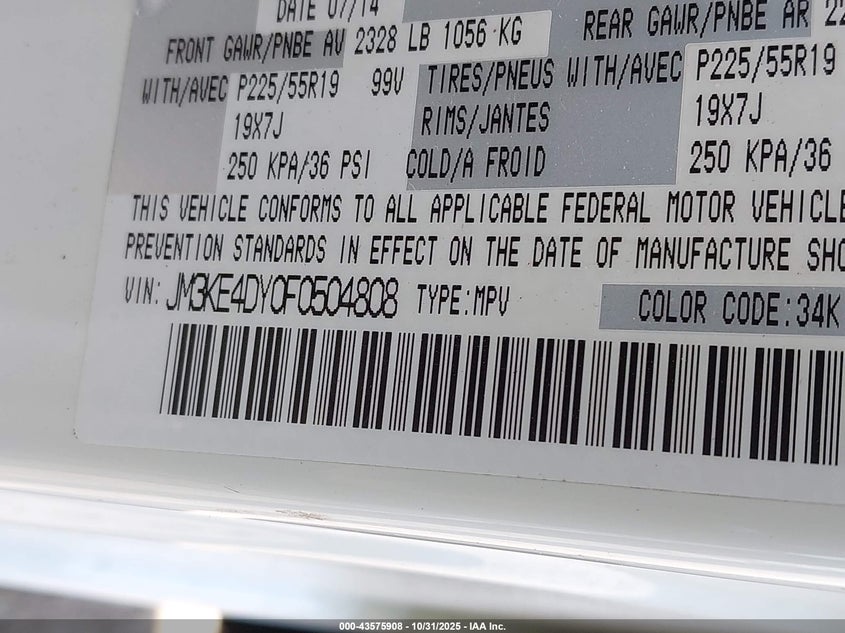 DATE 07/14
FRONT GAWR/PNBE AV 2328 LB 1056 KG REAR GAWR/PNBE AR 22
WITH/AVEC P225/55R19 99V TIRES/PNEUS WITH/AVEC P225/55R19
19X7J RIMS/JANTES 19X7J
250 KPA/36 PSI COLD/A FROID 250 KPA/36
THIS VEHICLE CONFORMS TO ALL APPLICABLE FEDERAL MOTOR VEHICLE
PREVENTION STANDARDS IN EFFECT ON THE DATE OF MANUFACTURE SHO
VIN: JM3KE4DY0F0504808 TYPE:MPV COLOR CODE:34K
000-43575908 - 10/31/2025 - IAA Inc.